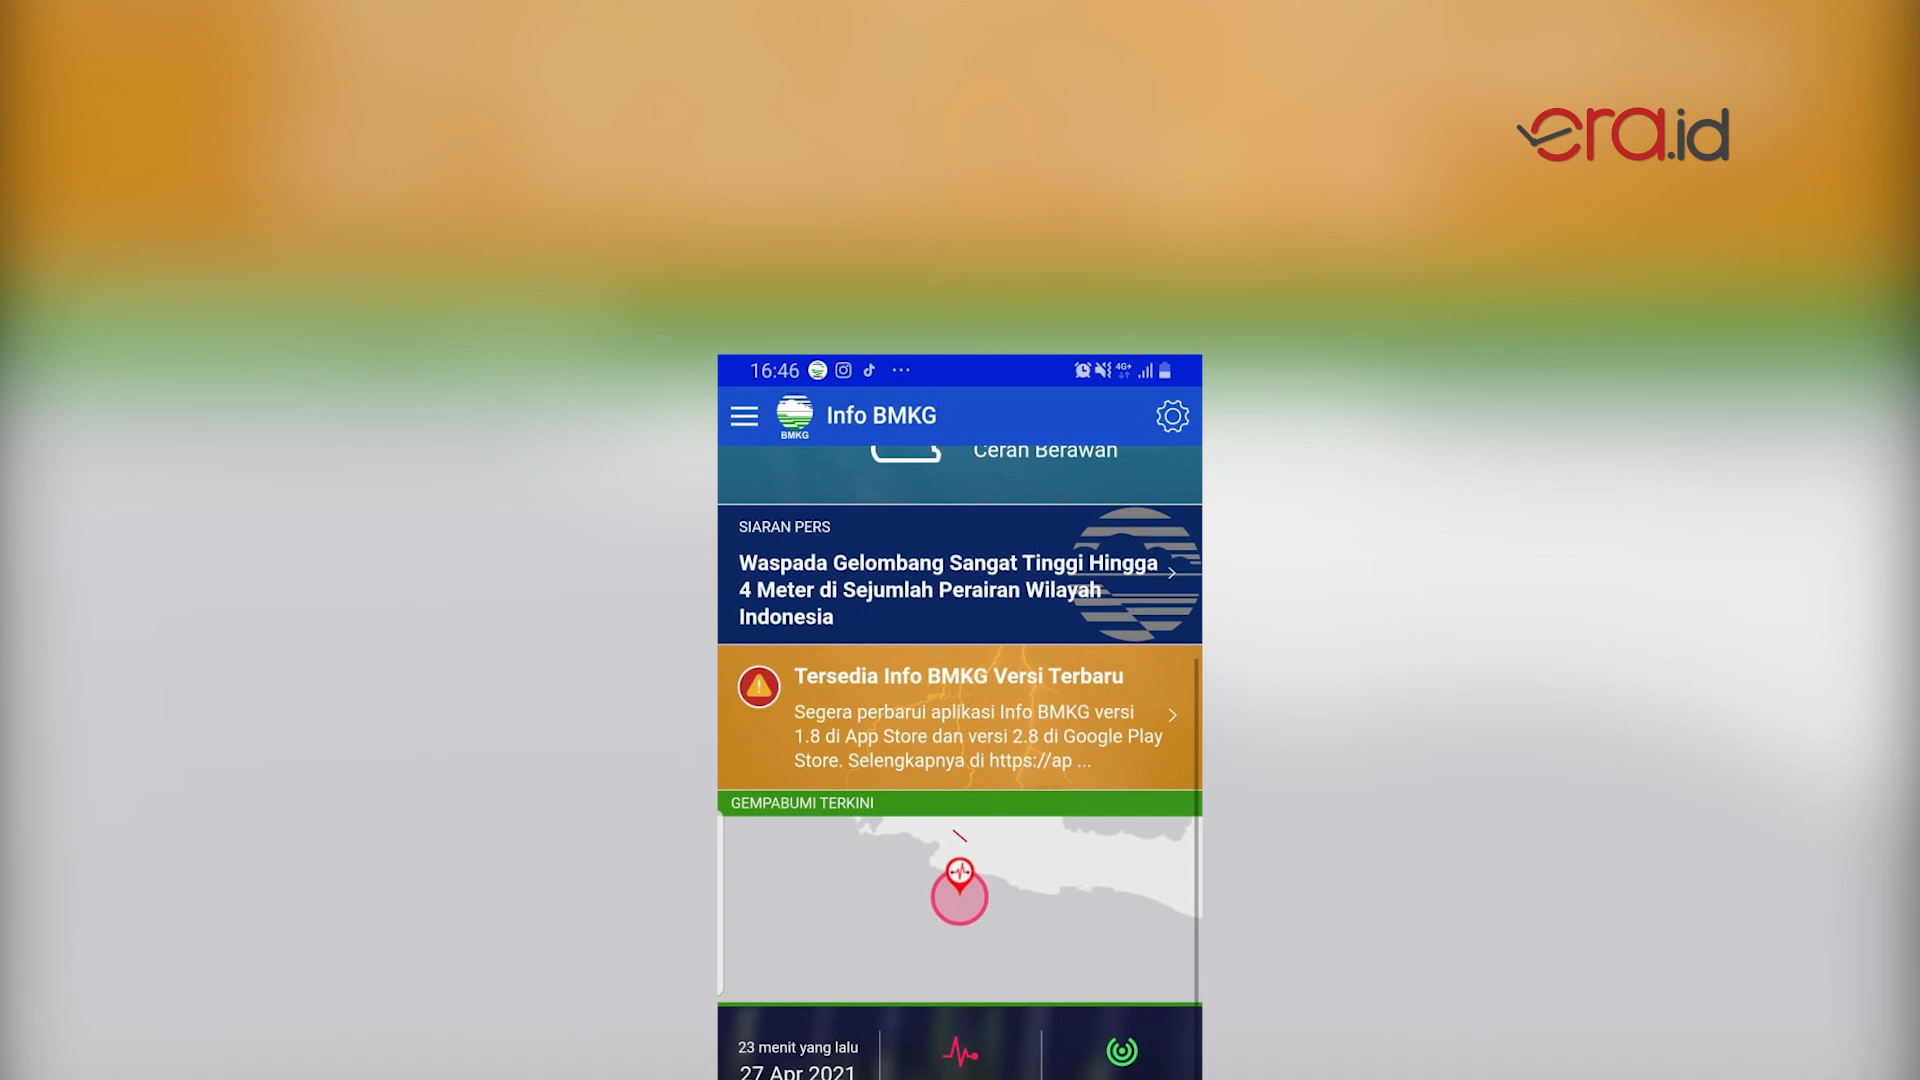 era.id
16:46
4G+
BMKG
Info BMKG
Cerah Berawan
SIARAN PERS
Waspada Gelombang Sangat Tinggi Hingga
4 Meter di Sejumlah Perairan Wilayah
Indonesia
Tersedia Info BMKG Versi Terbaru
Segera perbarui aplikasi Info BMKG versi
1.8 di App Store dan versi 2.8 di Google Play
Store. Selengkapnya di https://ap ...
GEMPABUMI TERKINI
23 menit yang lalu
27 Apr 2021